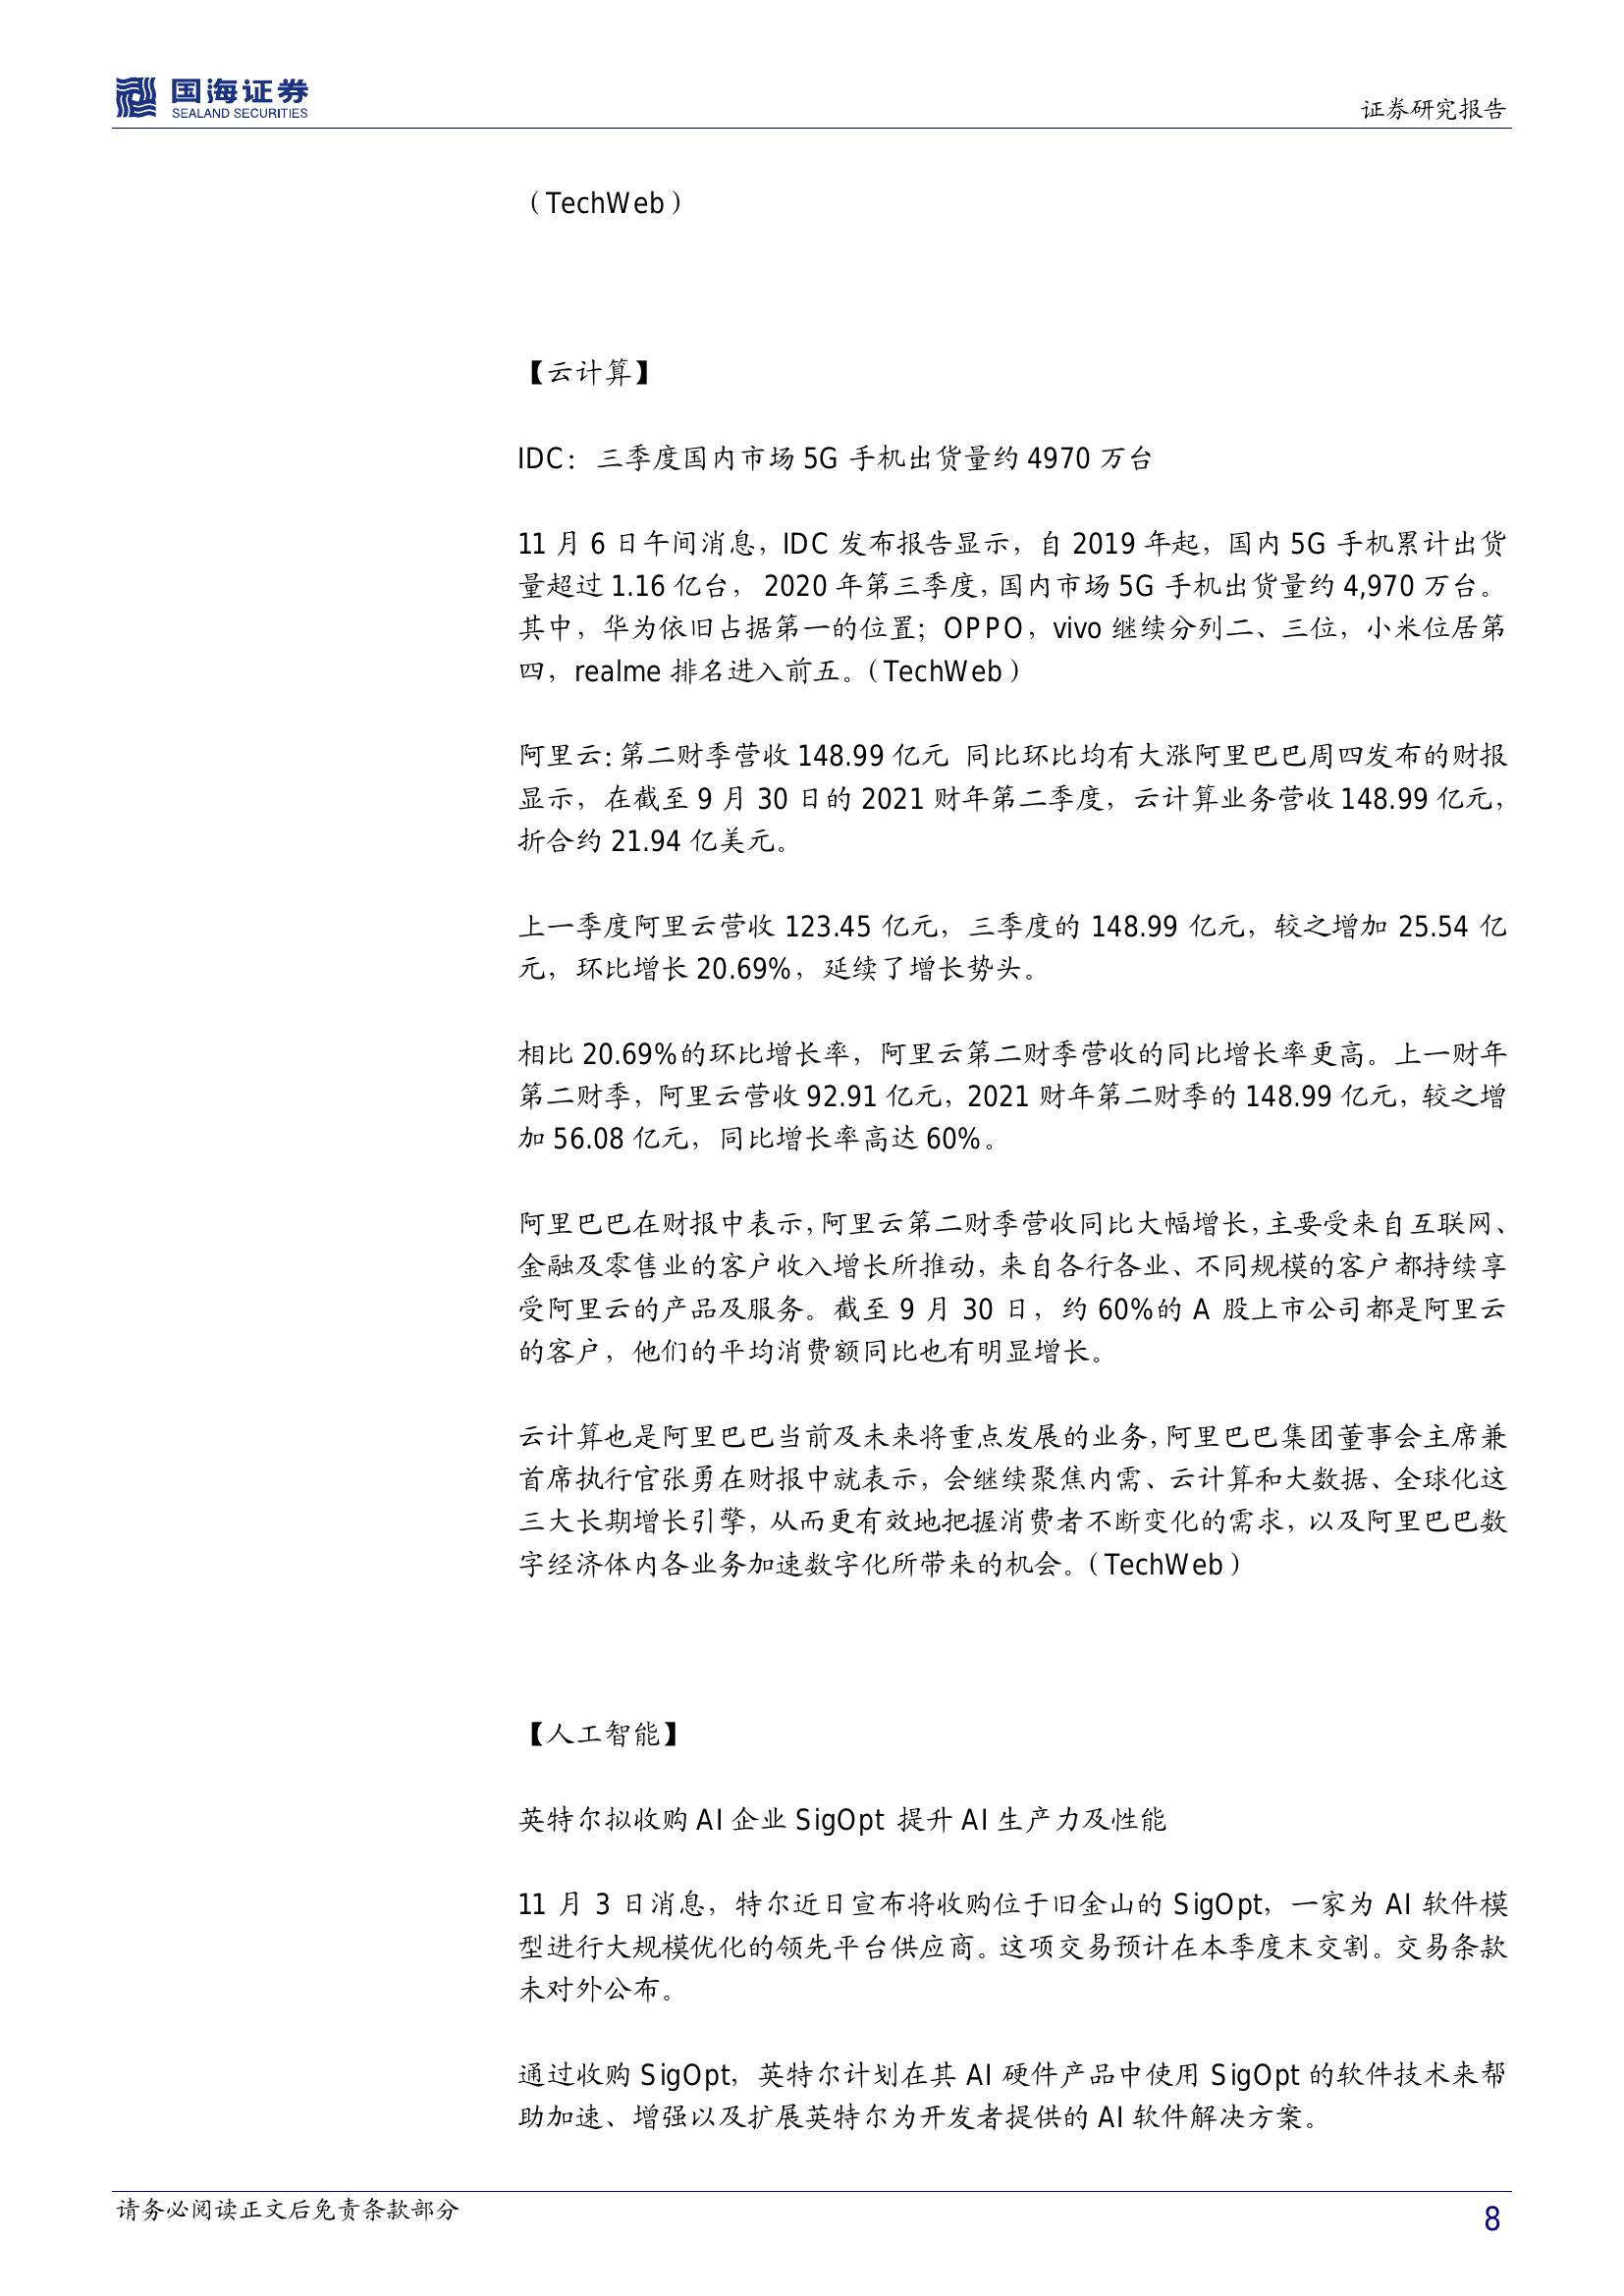 国海证券
SEALAND SECURITIES
证券研究报告
（TechWeb）
【云计算】
IDC：三季度国内市场 5G 手机出货量约 4970 万台
11 月 6 日午间消息，IDC 发布报告显示，自 2019 年起，国内 5G 手机累计出货
量超过 1.16 亿台， 2020 年第三季度，国内市场 5G 手机出货量约 4,970 万台。
其中，华为依旧占据第一的位置；OPPO，vivo 继续分列二、三位，小米位居第
四，realme 排名进入前五。（TechWeb）
阿里云：第二财季营收 148.99 亿元 同比环比均有大涨阿里巴巴周四发布的财报
显示，在截至 9 月 30 日的 2021 财年第二季度，云计算业务营收 148.99 亿元，
折合约 21.94 亿美元。
上一季度阿里云营收 123.45 亿元，三季度的 148.99 亿元，较之增加 25.54 亿
元，环比增长 20.69%，延续了增长势头。
相比 20.69%的环比增长率，阿里云第二财季营收的同比增长率更高。上一财年
第二财季，阿里云营收 92.91 亿元，2021 财年第二财季的 148.99 亿元，较之增
加 56.08 亿元，同比增长率高达 60%。
阿里巴巴在财报中表示，阿里云第二财季营收同比大幅增长，主要受来自互联网、
金融及零售业的客户收入增长所推动，来自各行各业、不同规模的客户都持续享
受阿里云的产品及服务。截至 9 月 30 日，约 60%的 A 股上市公司都是阿里云
的客户，他们的平均消费额同比也有明显增长。
云计算也是阿里巴巴当前及未来将重点发展的业务，阿里巴巴集团董事会主席兼
首席执行官张勇在财报中就表示，会继续聚焦内需、云计算和大数据、全球化这
三大长期增长引擎，从而更有效地把握消费者不断变化的需求，以及阿里巴巴数
字经济体内各业务加速数字化所带来的机会。（TechWeb）
【人工智能】
英特尔拟收购 AI 企业 SigOpt 提升 AI 生产力及性能
11 月 3 日消息，特尔近日宣布将收购位于旧金山的 SigOpt，一家为 AI 软件模
型进行大规模优化的领先平台供应商。这项交易预计在本季度末交割。交易条款
未对外公布。
通过收购 SigOpt，英特尔计划在其 AI 硬件产品中使用 SigOpt 的软件技术来帮
助加速、增强以及扩展英特尔为开发者提供的 AI 软件解决方案。
请务必阅读正文后免责条款部分
8